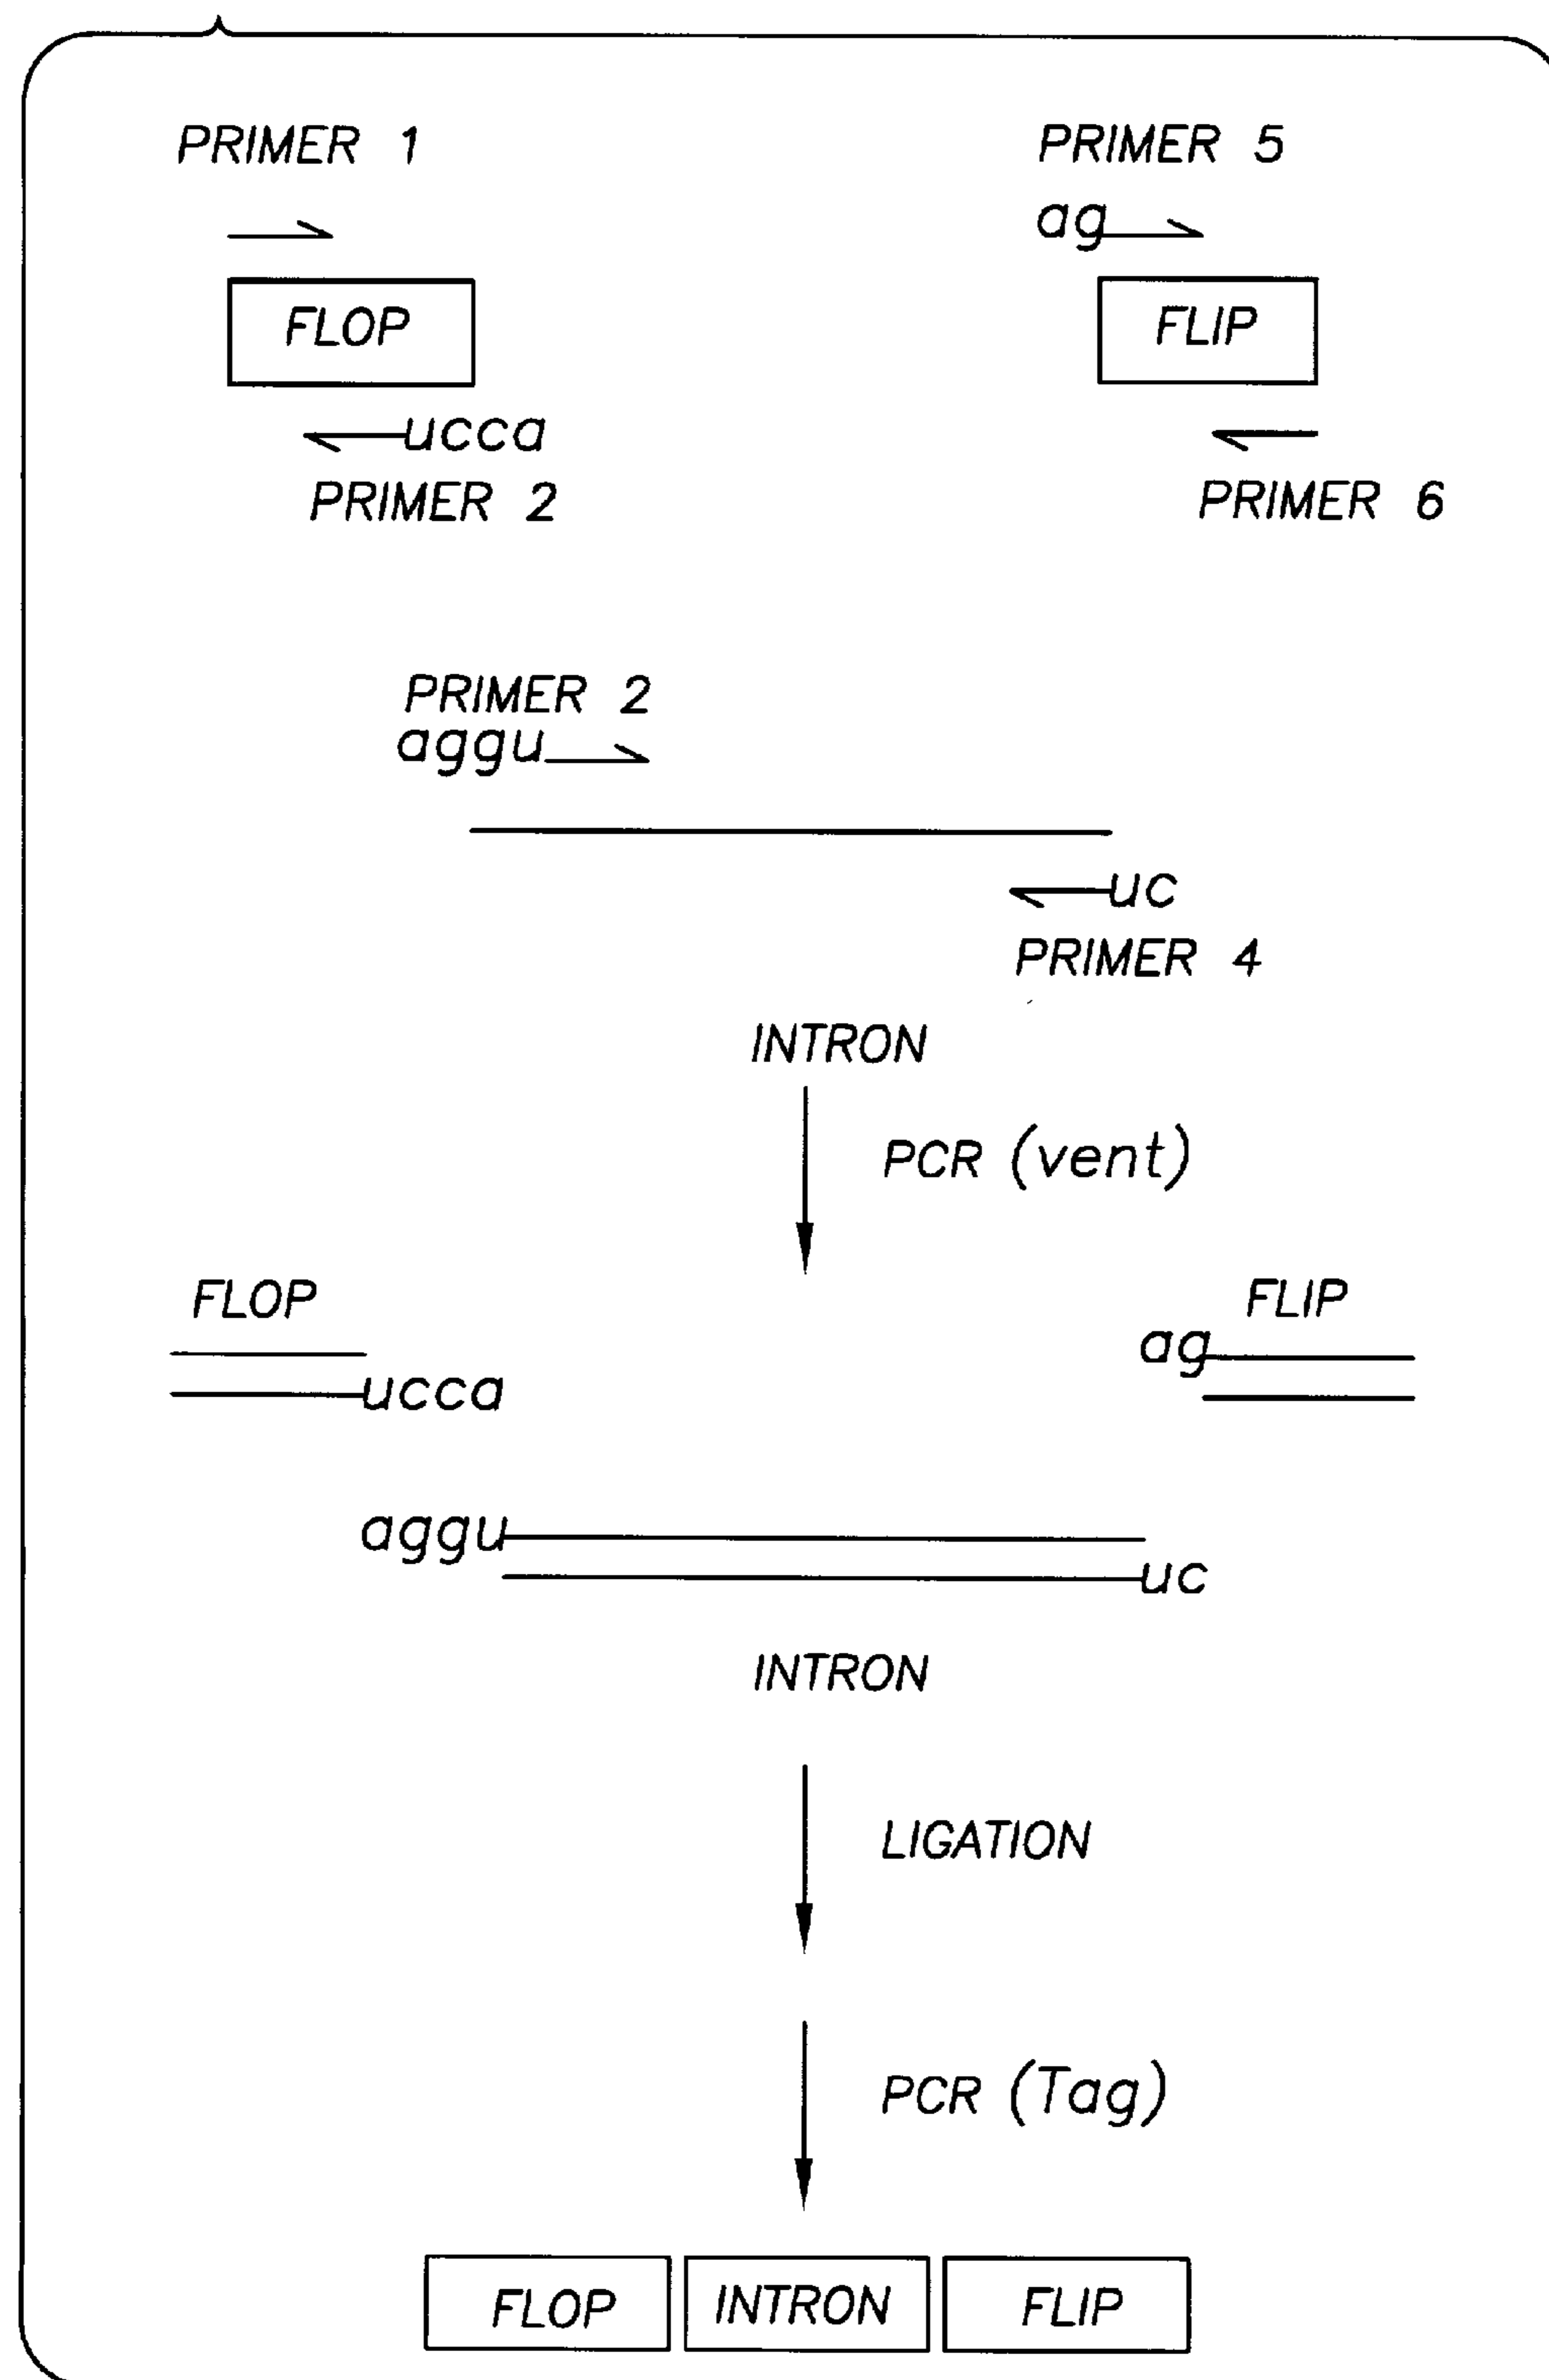 PRIMER 1
PRIMER 5
ag
FLOP
FLIP
ucca
PRIMER 2
PRIMER 6
PRIMER 2
aggu
uc
PRIMER 4
INTRON
PCR (vent)
FLOP
FLIP
ag
ucca
aggu
uc
INTRON
LIGATION
PCR (Tag)
FLOP
INTRON
FLIP